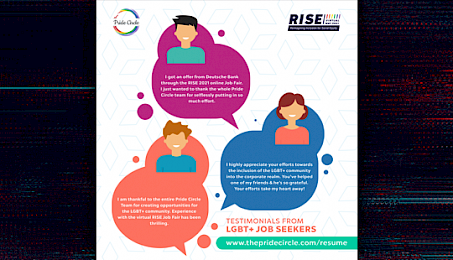 Pride Circle
RISE
I got an offer from Deutsche Bank
through the RISE 2021 online Job Fair.
I just wanted to thank the whole Pride
Circle team for selflessly putting in so
much effort.
I highly appreciate your efforts towards
the inclusion of the LGBT+ community
into the corporate realm. You've helped
one of my friends & he's so grateful.
Your efforts take my heart away!
I am thankful to the entire Pride Circle
Team for creating opportunities for
the LGBT+ community. Experience
with the virtual RISE Job Fair has been
thrilling.
TESTIMONIALS FROM
LGBT+ JOB SEEKERS
www.thepridecircle.com/resume